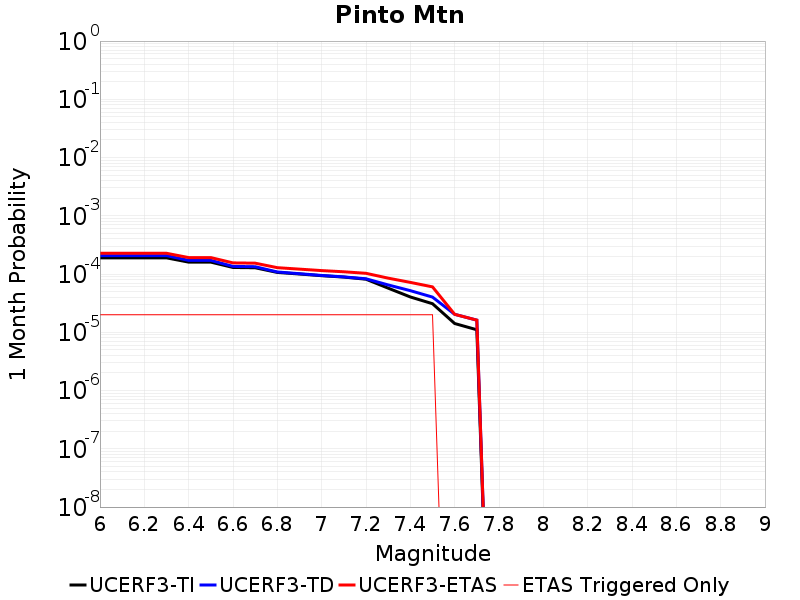 Pinto Mtn
1 Month Probability
10^0
10^-1
10^-2
10^-3
10^-4
10^-5
10^-6
10^-7
10^-8
6 6.2 6.4 6.6 6.8 7 7.2 7.4 7.6 7.8 8 8.2 8.4 8.6 8.8 9
Magnitude
UCERF3-TI UCERF3-TD UCERF3-ETAS ETAS Triggered Only